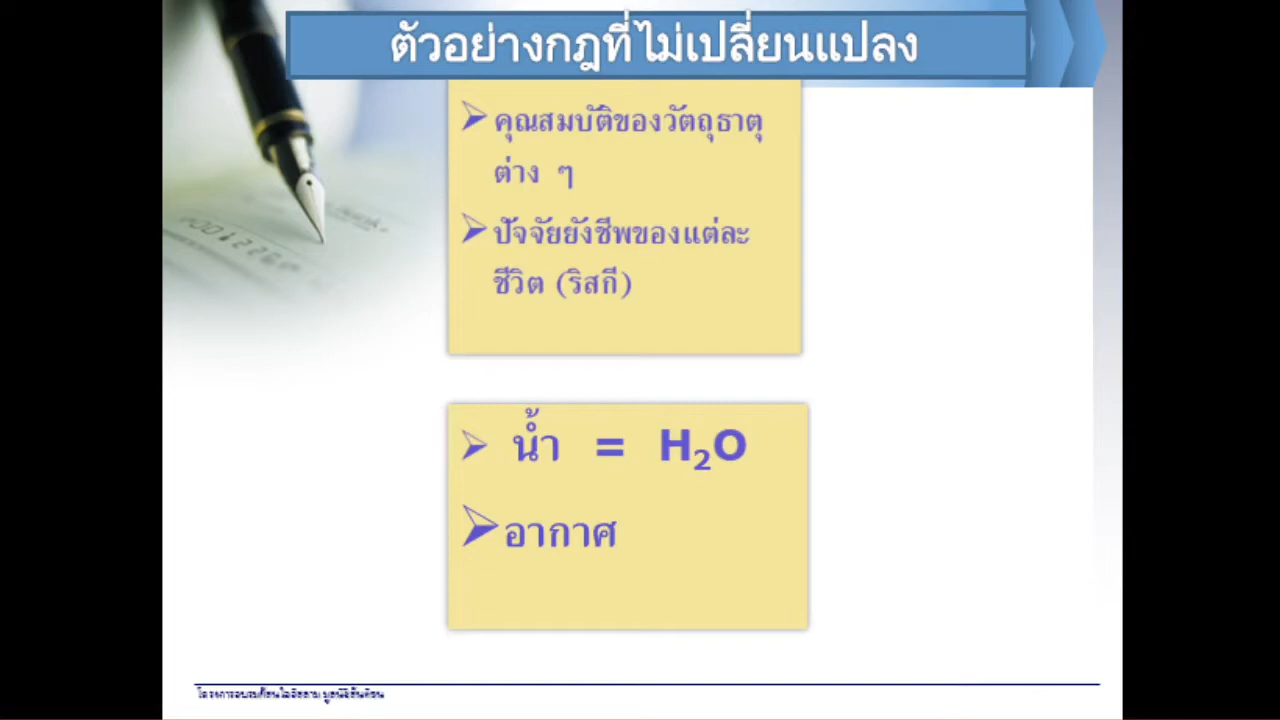 ตัวอย่างกฎที่ไม่เปลี่ยนแปลง
คุณสมบัติของวัตถุธาตุ
ต่าง ๆ
ปัจจัยยังชีพของแต่ละ
ชีวิต (ริสกี)
น้ำ = H₂O
อากาศ